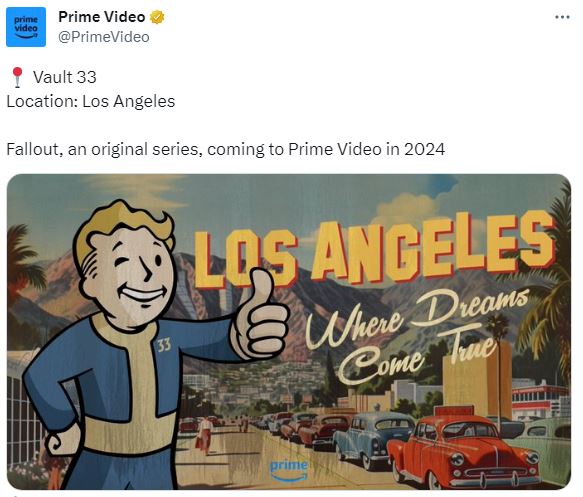 prime
video
Prime Video
@PrimeVideo
📍 Vault 33
Location: Los Angeles
Fallout, an original series, coming to Prime Video in 2024
LOS ANGELES
Where Dreams
Come True
33
prime